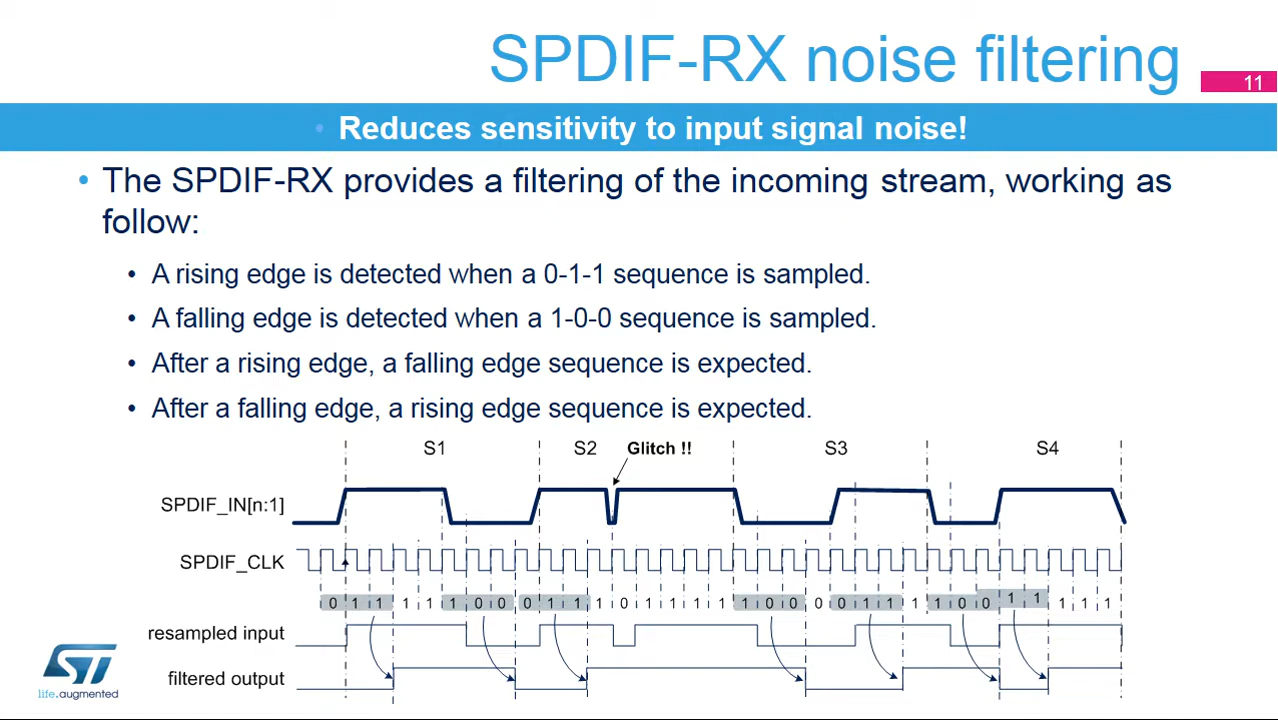 SPDIF-RX noise filtering
11
• Reduces sensitivity to input signal noise!
• The SPDIF-RX provides a filtering of the incoming stream, working as
follow:
• A rising edge is detected when a 0-1-1 sequence is sampled.
• A falling edge is detected when a 1-0-0 sequence is sampled.
• After a rising edge, a falling edge sequence is expected.
• After a falling edge, a rising edge sequence is expected.
S1 S2 Glitch !! S3 S4
SPDIF_IN[n:1]
SPDIF_CLK
0 1 1 1 1 1 0 0 0 1 1 1 0 1 1 1 1 1 0 0 0 0 1 1 1 1 0 0 1 1 1 1 1
resampled input
filtered output
ST
life.augmented